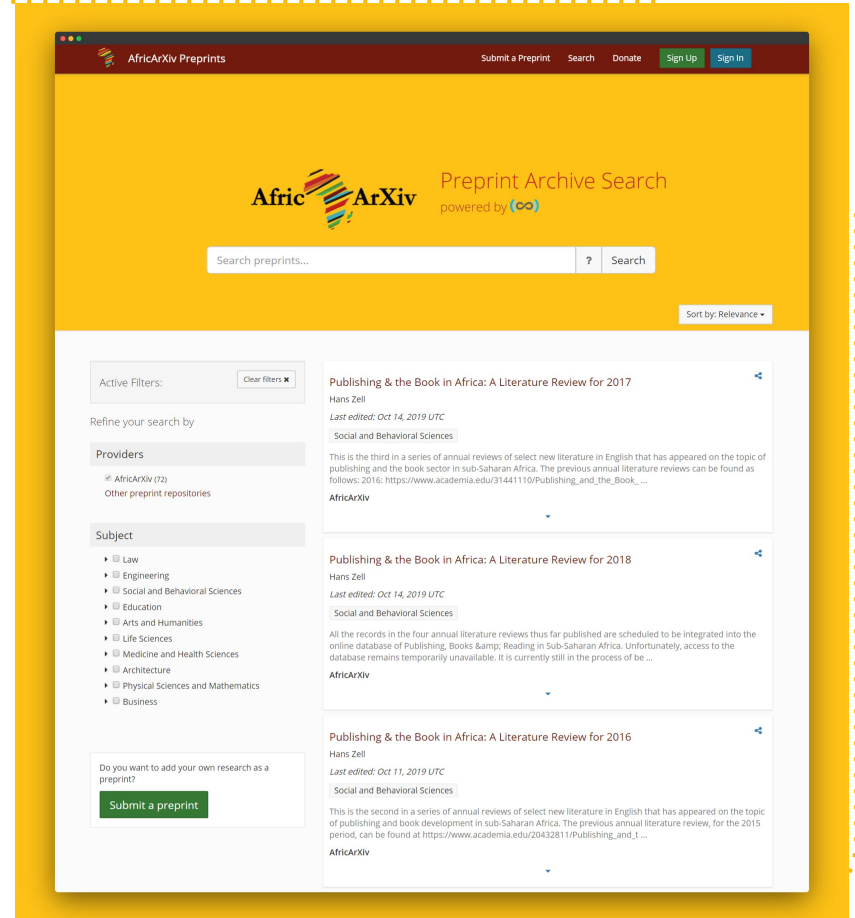 AfricArXiv Preprints
Submit a Preprint Search Donate Sign Up Sign In
Afric ArXiv
Preprint Archive Search
powered by
Search preprints...
? Search
Sort by: Relevance
Active Filters:
Clear filters ✖
Refine your search by
Providers
AfricArXiv (72)
Other preprint repositories
Subject
Law
Engineering
Social and Behavioral Sciences
Education
Arts and Humanities
Life Sciences
Medicine and Health Sciences
Architecture
Physical Sciences and Mathematics
Business
Do you want to add your own research as a
preprint?
Submit a preprint
Publishing & the Book in Africa: A Literature Review for 2017
Hans Zell
Last edited: Oct 14, 2019 UTC
Social and Behavioral Sciences
This is the third in a series of annual reviews of select new literature in English that has appeared on the topic of
publishing and the book sector in sub-Saharan Africa. The previous annual literature reviews can be found as
follows: 2016: https://www.academia.edu/31441110/Publishing_and_the_Book_ ...
AfricArXiv
Publishing & the Book in Africa: A Literature Review for 2018
Hans Zell
Last edited: Oct 14, 2019 UTC
Social and Behavioral Sciences
All the records in the four annual literature reviews thus far published are scheduled to be integrated into the
online database of Publishing, Books &amp; Reading in Sub-Saharan Africa. Unfortunately, access to the
database remains temporarily unavailable. It is currently still in the process of be ...
AfricArXiv
Publishing & the Book in Africa: A Literature Review for 2016
Hans Zell
Last edited: Oct 11, 2019 UTC
Social and Behavioral Sciences
This is the second in a series of annual reviews of select new literature in English that has appeared on the topic
of publishing and book development in sub-Saharan Africa. The previous annual literature review, for the 2015
period, can be found at https://www.academia.edu/20432811/Publishing_and_t ...
AfricArXiv